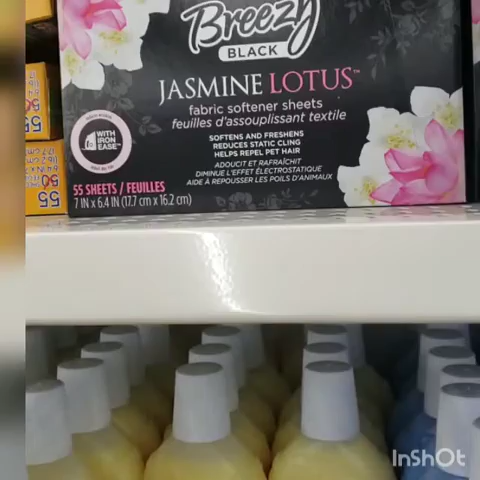 Breezy
BLACK
JASMINE LOTUS™
fabric softener sheets
feuilles d'assouplissant textile
WITH
IRON
EASE™
SOFTENS AND FRESHENS
REDUCES STATIC CLING
HELPS REPEL PET HAIR
ADOUCIT ET RAFRAÎCHIT
DIMINUE L'EFFET ÉLECTROSTATIQUE
AIDE À REPOUSSER LES POILS D'ANIMAUX
55 SHEETS / FEUILLES
7 IN x 6.4 IN (17.7 cm x 16.2 cm)
InShOt